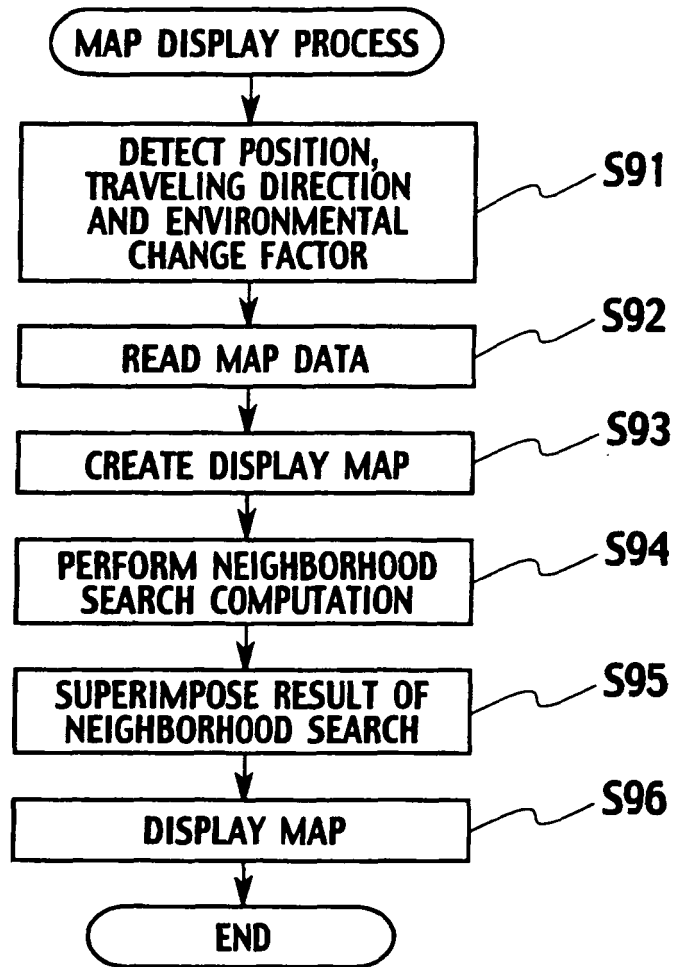 MAP DISPLAY PROCESS
DETECT POSITION,
TRAVELING DIRECTION
AND ENVIRONMENTAL
CHANGE FACTOR
S91
READ MAP DATA
S92
CREATE DISPLAY MAP
S93
PERFORM NEIGHBORHOOD
SEARCH COMPUTATION
S94
SUPERIMPOSE RESULT OF
NEIGHBORHOOD SEARCH
S95
DISPLAY MAP
S96
END